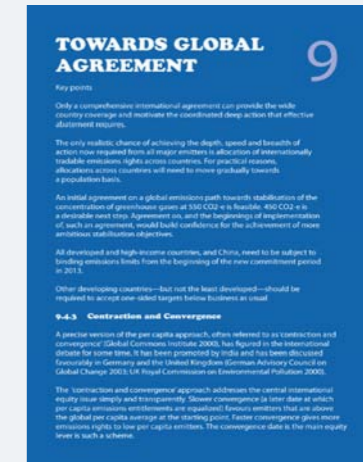 TOWARDS GLOBAL
AGREEMENT
9
Key points
Only a comprehensive international agreement can provide the wide
country coverage and motivate the coordinated deep action that effective
abatement requires.
The only realistic chance of achieving the depth, speed and breadth of
action now required from all major emitters is allocation of internationally
tradable emissions rights across countries. For practical reasons,
allocations across countries will need to move gradually towards
a population basis.
An initial agreement on a global emissions path towards stabilisation of the
concentration of greenhouse gases at 550 CO2-e is feasible. 450 CO2-e is
a desirable next step. Agreement on, and the beginnings of implementation
of, such an agreement, would build confidence for the achievement of more
ambitious stabilisation objectives.
All developed and high-income countries, and China, need to be subject to
binding emissions limits from the beginning of the new commitment period
in 2013.
Other developing countries—but not the least developed—should be
required to accept one-sided targets below business as usual
9.4.3 Contraction and Convergence
A precise version of the per capita approach, often referred to as 'contraction and
convergence' (Global Commons Institute 2000), has figured in the international
debate for some time. It has been promoted by India and has been discussed
favourably in Germany and the United Kingdom (German Advisory Council on
Global Change 2003; UK Royal Commission on Environmental Pollution 2000).
The 'contraction and convergence' approach addresses the central international
equity issue simply and transparently. Slower convergence (a later date at which
per capita emissions entitlements are equalized) favours emitters that are above
the global per capita average at the starting point. Faster convergence gives more
emissions rights to low per capita emitters. The convergence date is the main equity
lever is such a scheme.